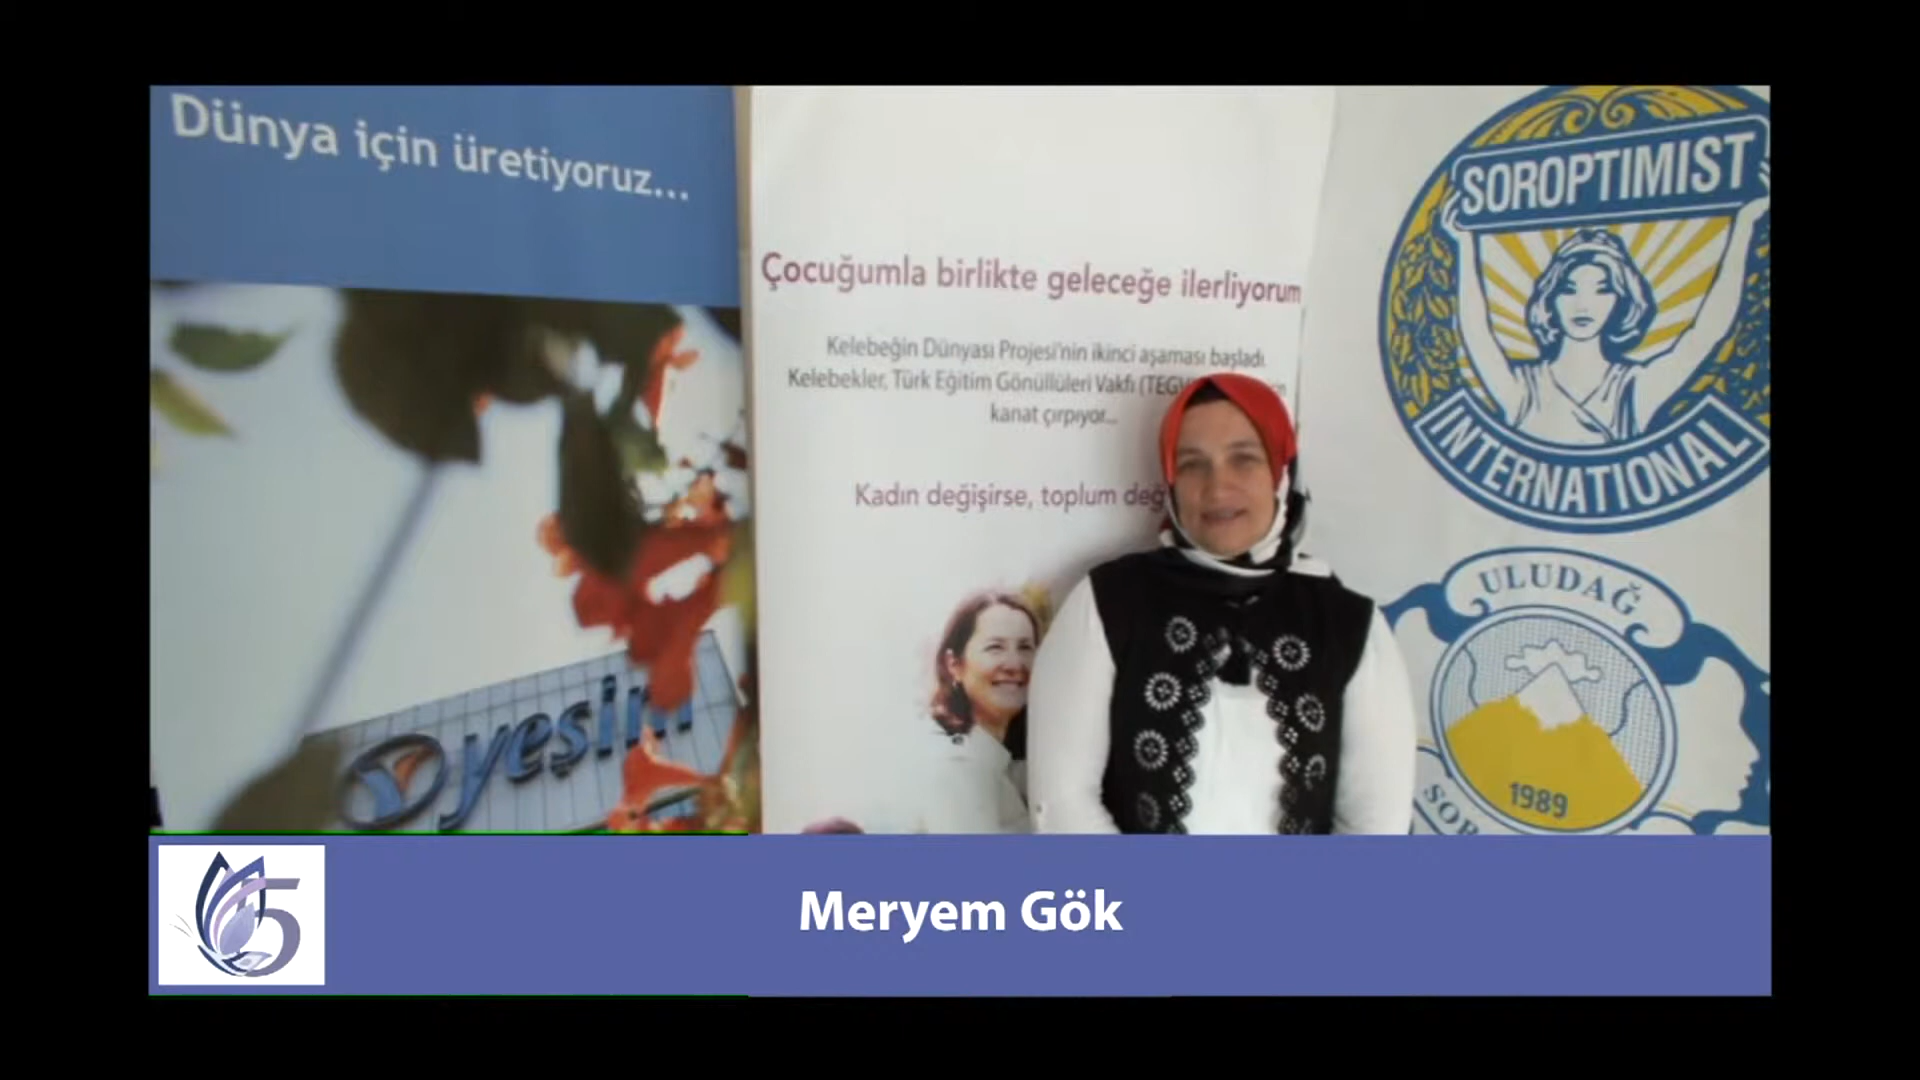 Dünya için üretiyoruz...
yeşim
Çocuğumla birlikte geleceğe ilerliyorum
Kelebeğin Dünyası Projesi'nin ikinci aşaması başladı.
Kelebekler, Türk Eğitim Gönüllüleri Vakfı (TEGV
kanat çırpıyor...
Kadın değişirse, toplum değ
SOROPTIMIST
INTERNATIONAL
ULUDAĞ
1989
SOR
5
Meryem Gök